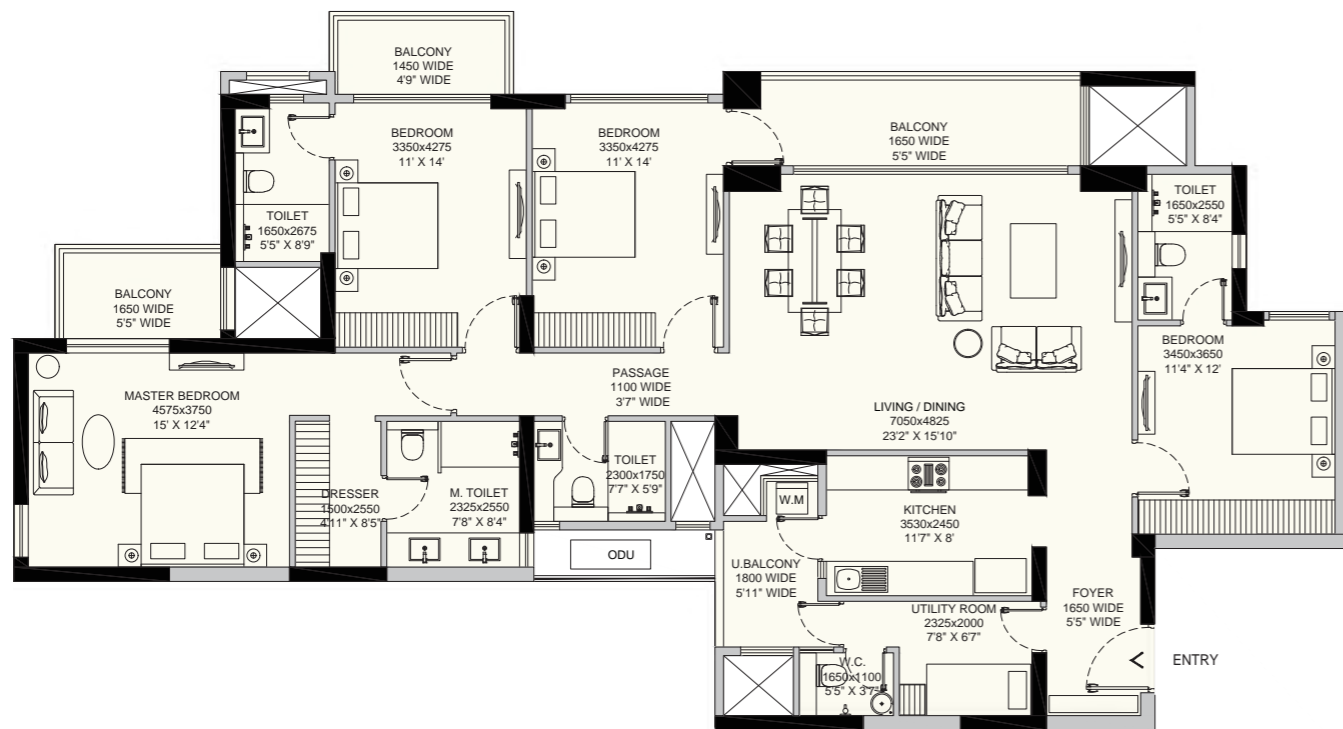 BALCONY
1450 WIDE
4'9" WIDE
BEDROOM
3350x4275
11' X 14'
BEDROOM
3350x4275
11' X 14'
BALCONY
1650 WIDE
5'5" WIDE
TOILET
1650x2675
5'5" X 8'9"
TOILET
1650x2550
5'5" X 8'4"
BALCONY
1650 WIDE
5'5" WIDE
BEDROOM
3450x3650
11'4" X 12'
MASTER BEDROOM
4575x3750
15' X 12'4"
PASSAGE
1100 WIDE
3'7" WIDE
LIVING / DINING
7050x4825
23'2" X 15'10"
DRESSER
1500x2550
4'11" X 8'5"
M. TOILET
2325x2550
7'8" X 8'4"
TOILET
2300x1750
7'7" X 5'9"
W.M
KITCHEN
3530x2450
11'7" X 8'
ODU
U.BALCONY
1800 WIDE
5'11" WIDE
UTILITY ROOM
2325x2000
7'8" X 6'7"
FOYER
1650 WIDE
5'5" WIDE
W.C.
1650x1100
5'5" X 3'7"
ENTRY